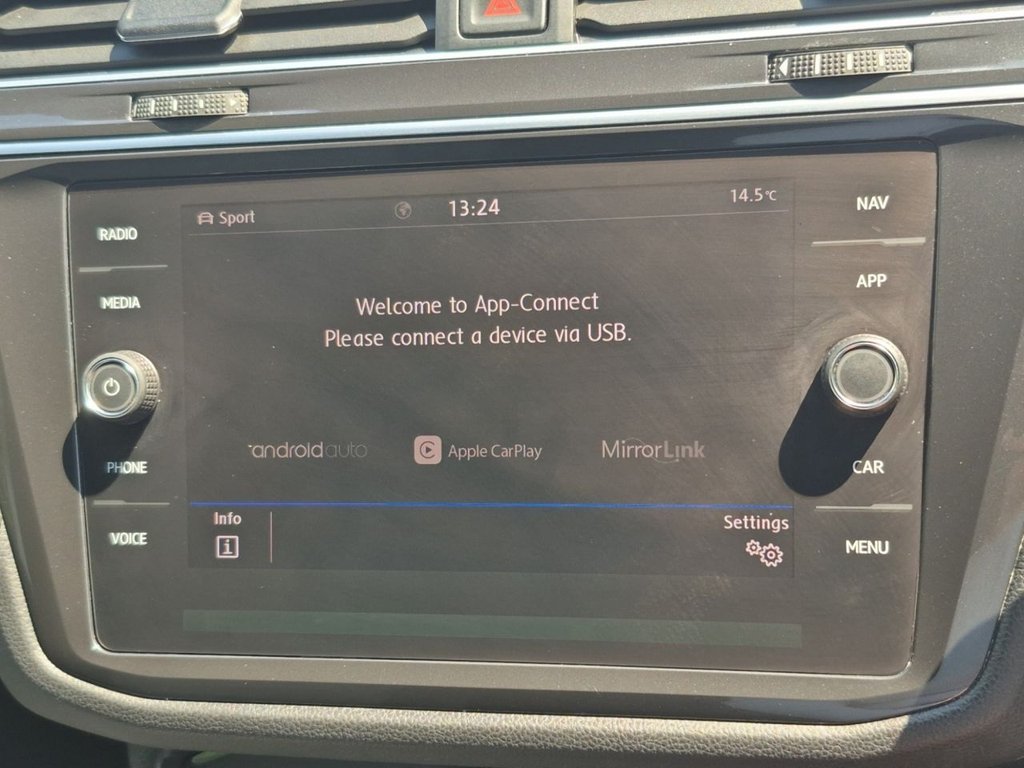 RADIO
MEDIA
PHONE
VOICE
Sport
13:24
14.5°C
Welcome to App-Connect
Please connect a device via USB.
androidauto
Apple CarPlay
MirrorLink
Info
i
Settings
NAV
APP
CAR
MENU